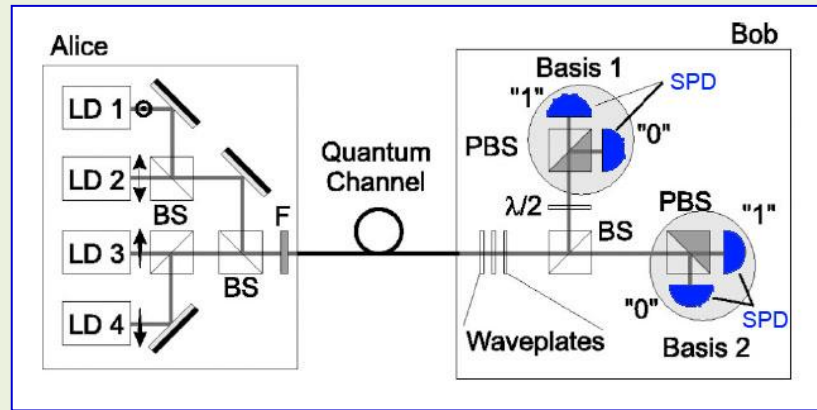 Alice
LD 1
LD 2
BS
LD 3
BS
F
LD 4
Quantum
Channel
Bob
Basis 1
SPD
"1"
"0"
PBS
λ/2
BS
PBS
"1"
"0"
SPD
Waveplates
Basis 2